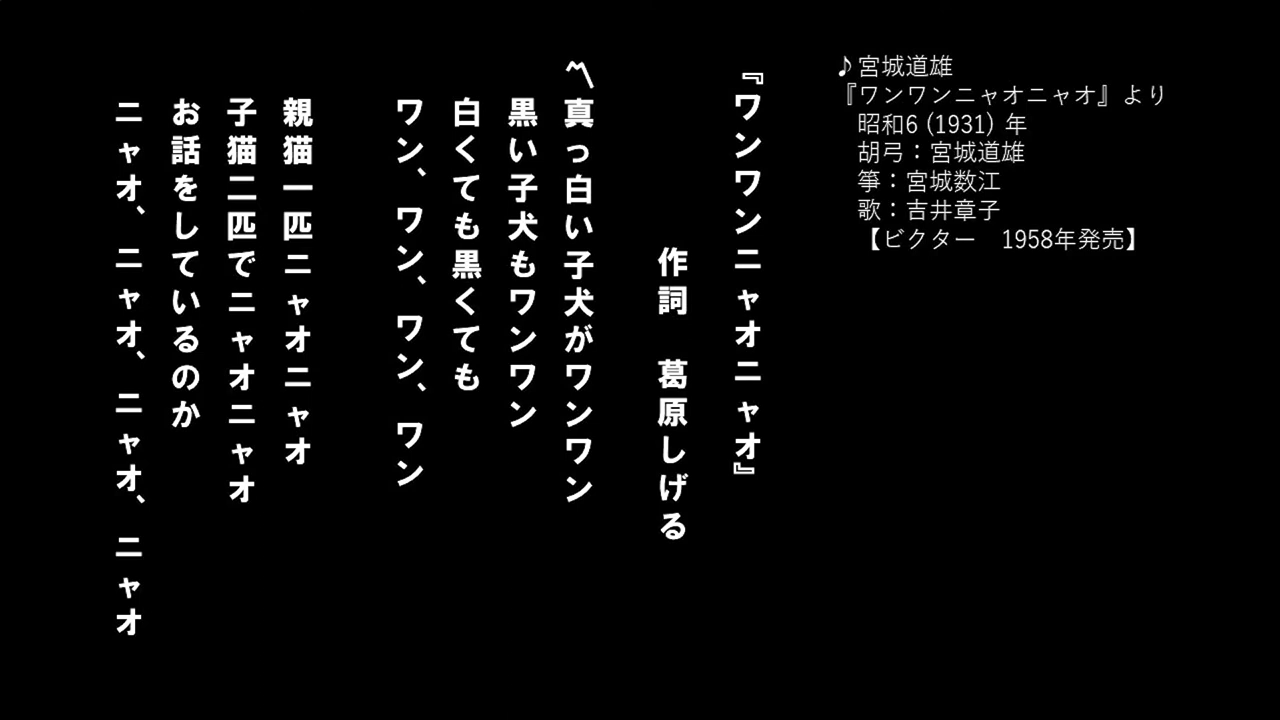 ♪宮城道雄
『ワンワンニャオニャオ』より
昭和6 (1931) 年
胡弓：宮城道雄
箏：宮城数江
歌：吉井章子
【ビクター　1958年発売】
『ワンワンニャオニャオ』
作詞　葛原しげる
〽真っ白い子犬がワンワン
黒い子犬もワンワン
白くても黒くても
ワン、ワン、ワン、ワン
親猫一匹ニャオニャオ
子猫二匹でニャオニャオ
お話をしているのか
ニャオ、ニャオ、ニャオ、ニャオ